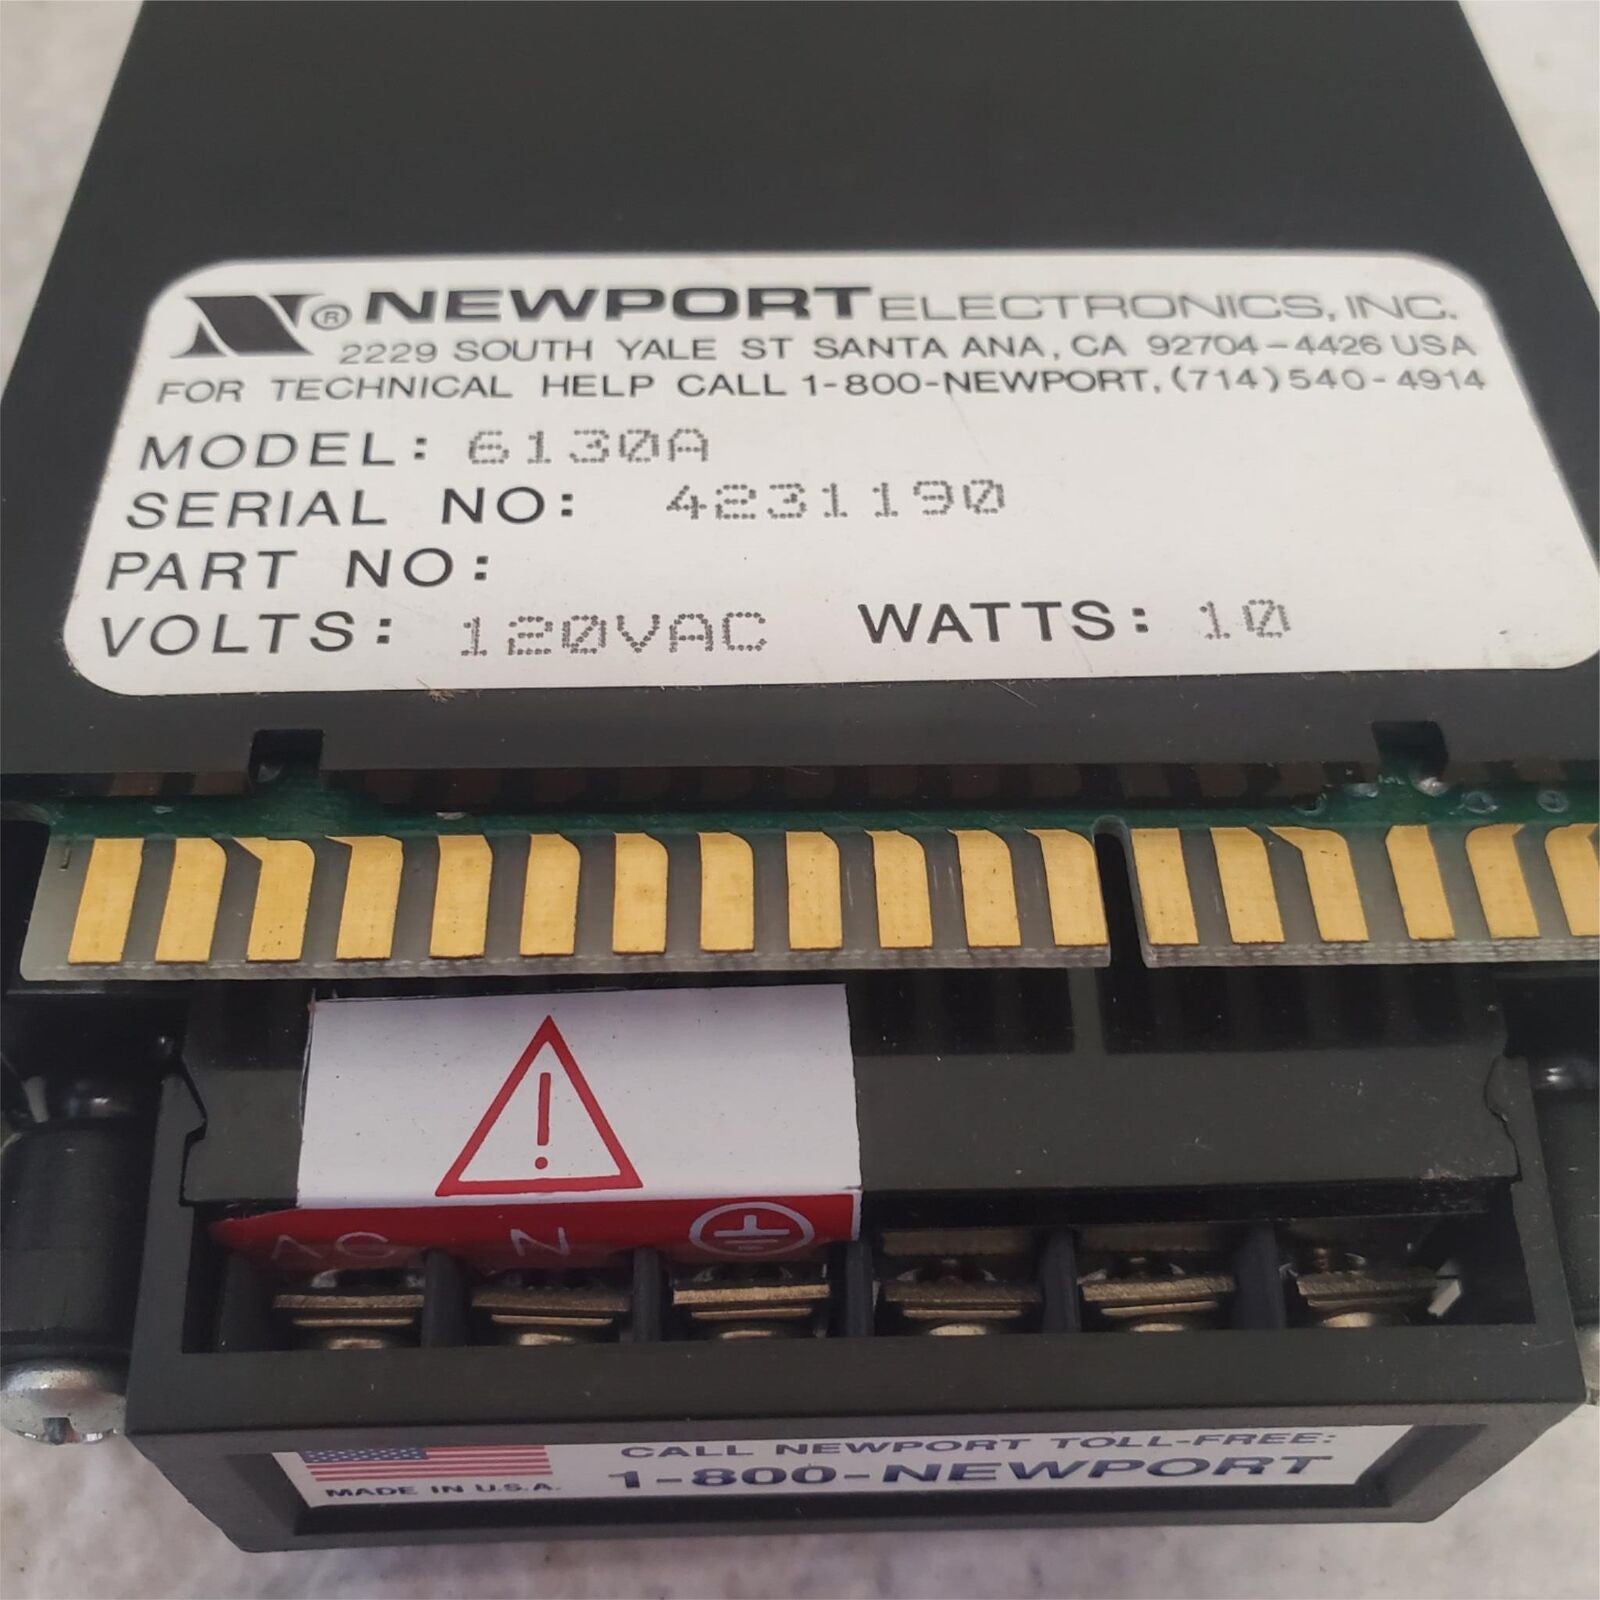 ® NEWPORT ELECTRONICS, INC.
2229 SOUTH YALE ST SANTA ANA, CA 92704-4426 USA
FOR TECHNICAL HELP CALL 1-800-NEWPORT, (714)540-4914
MODEL: 6130A
SERIAL NO: 4231190
PART NO:
VOLTS: 120VAC WATTS: 10
!
AC N
CALL NEWPORT TOLL-FREE:
1-800-NEWPORT
MADE IN U.S.A.